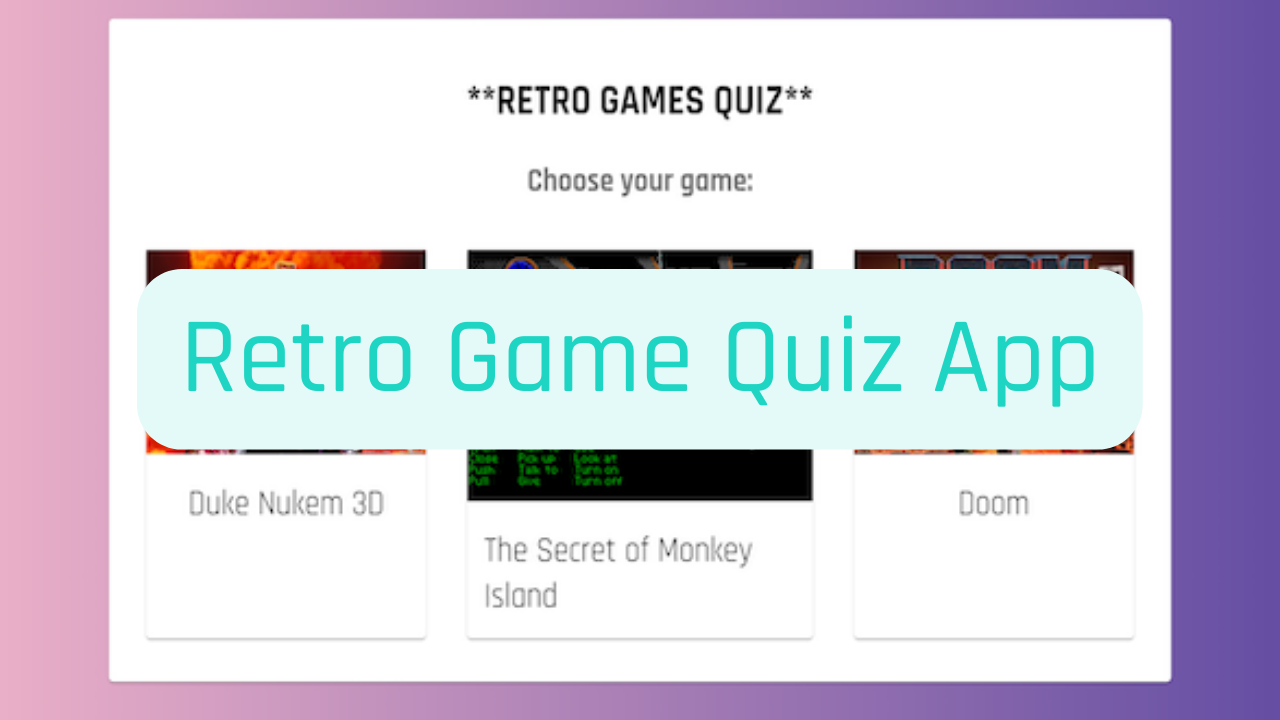 **RETRO GAMES QUIZ**
Choose your game:
Retro Game Quiz App
Close Pick up Look at
Push Talk to Turn on
Pull Give Turn off
Duke Nukem 3D
The Secret of Monkey
Island
Doom